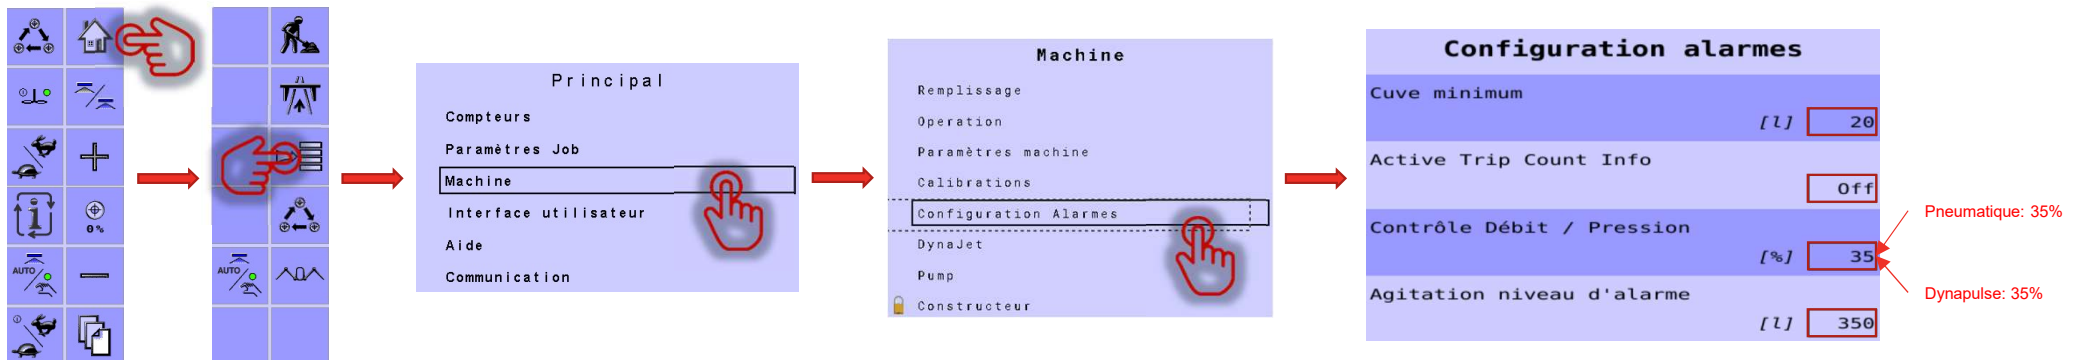 0%
AUTO
AUTO
Principal
Compteurs
Paramètres Job
Machine
Interface utilisateur
Aide
Communication
Machine
Remplissage
Operation
Paramètres machine
Calibrations
Configuration Alarmes
DynaJet
Pump
Constructeur
Configuration alarmes
Cuve minimum
[l] 20
Active Trip Count Info
Off
Contrôle Débit / Pression
[%] 35
Agitation niveau d'alarme
[l] 350
Pneumatique: 35%
Dynapulse: 35%